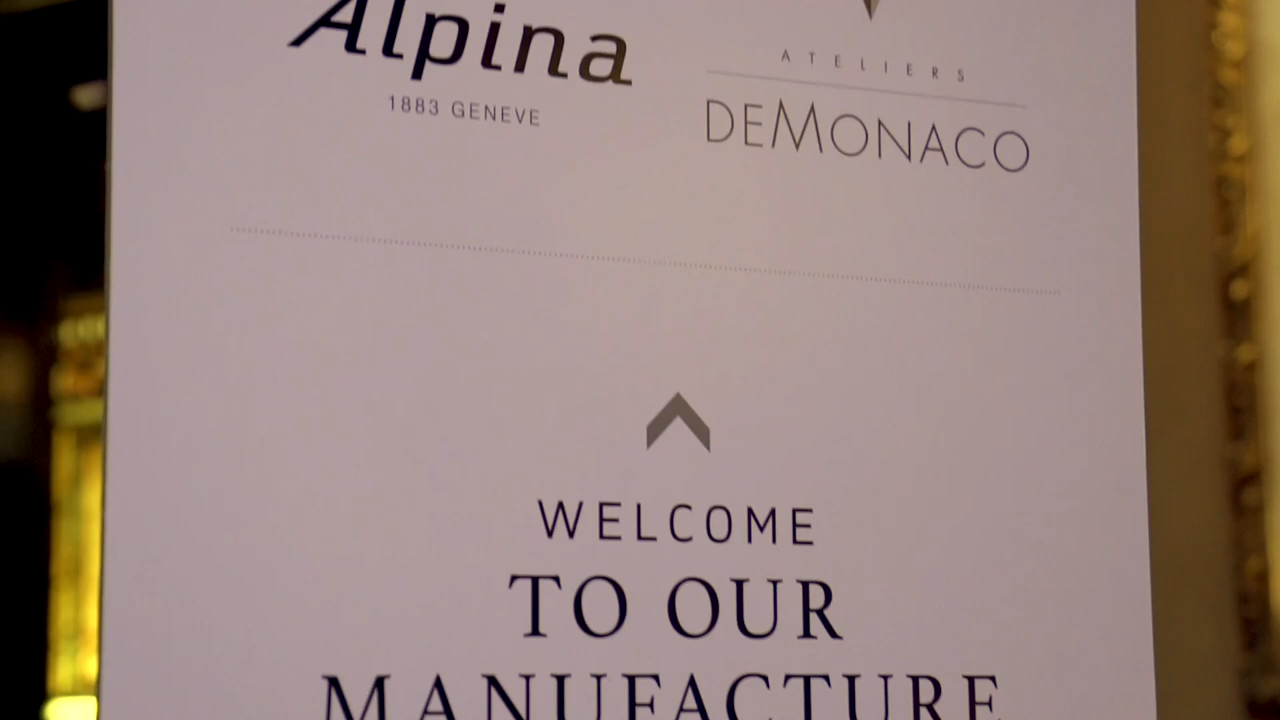 Alpina
1883 GENEVE
ATELIERS
DEMONACO
WELCOME
TO OUR
MANUFACTURE